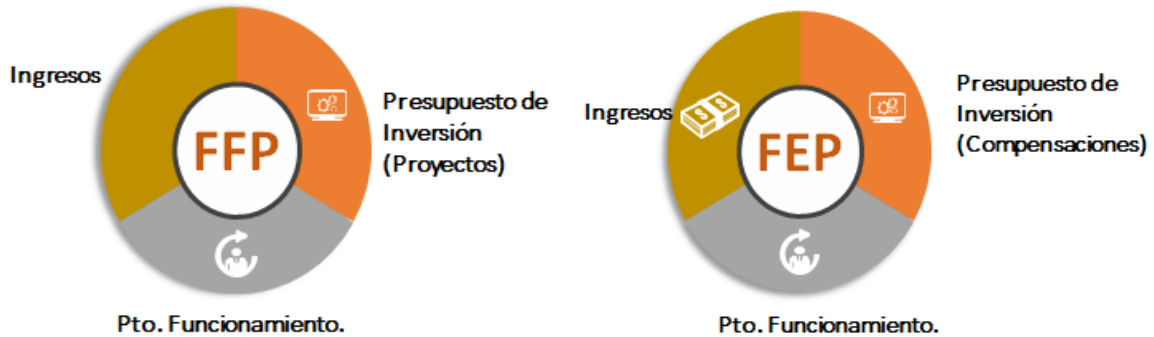 Ingresos
FFP
Presupuesto de
Inversión
(Proyectos)
Pto. Funcionamiento.
Ingresos
FEP
Presupuesto de
Inversión
(Compensaciones)
Pto. Funcionamiento.